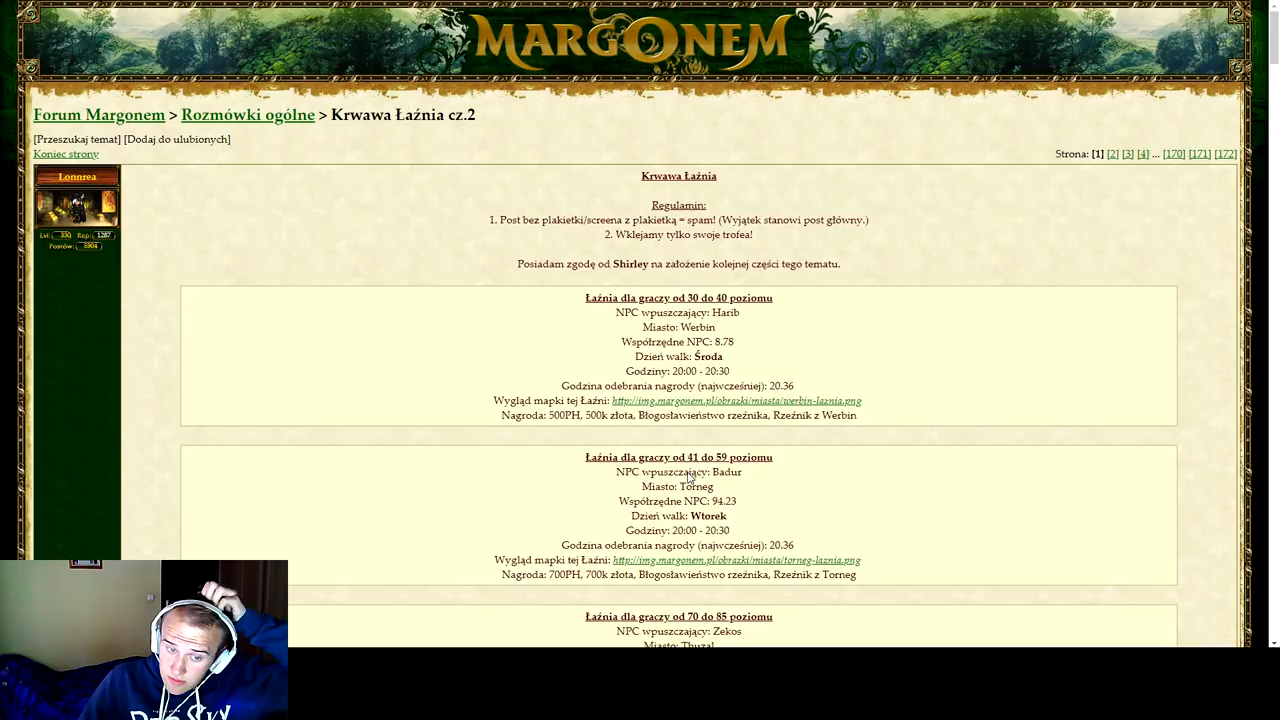 MARGONEM
Forum Margonem > Rozmówki ogólne > Krwawa Łaźnia cz.2
[Przeszukaj temat] [Dodaj do ulubionych]
Koniec strony
Strona: [1] [2] [3] [4] ... [170] [171] [172]
Lonnrea
Lvl: 330 Rep: 1287
Postów: 5904
Krwawa Łaźnia
Regulamin:
1. Post bez plakietki/screena z plakietką = spam! (Wyjątek stanowi post główny.)
2. Wklejamy tylko swoje trofea!
Posiadam zgodę od Shirley na założenie kolejnej części tego tematu.
Łaźnia dla graczy od 30 do 40 poziomu
NPC wpuszczający: Harib
Miasto: Werbin
Współrzędne NPC: 8.78
Dzień walk: Środa
Godziny: 20:00 - 20:30
Godzina odebrania nagrody (najwcześniej): 20.36
Wygląd mapki tej Łaźni: http://img.margonem.pl/obrazki/miasta/werbin-laznia.png
Nagroda: 500PH, 500k złota, Błogosławieństwo rzeźnika, Rzeźnik z Werbin
Łaźnia dla graczy od 41 do 59 poziomu
NPC wpuszczający: Badur
Miasto: Torneg
Współrzędne NPC: 94.23
Dzień walk: Wtorek
Godziny: 20:00 - 20:30
Godzina odebrania nagrody (najwcześniej): 20.36
Wygląd mapki tej Łaźni: http://img.margonem.pl/obrazki/miasta/torneg-laznia.png
Nagroda: 700PH, 700k złota, Błogosławieństwo rzeźnika, Rzeźnik z Torneg
Łaźnia dla graczy od 70 do 85 poziomu
NPC wpuszczający: Zekos
Miasto: Thuzal